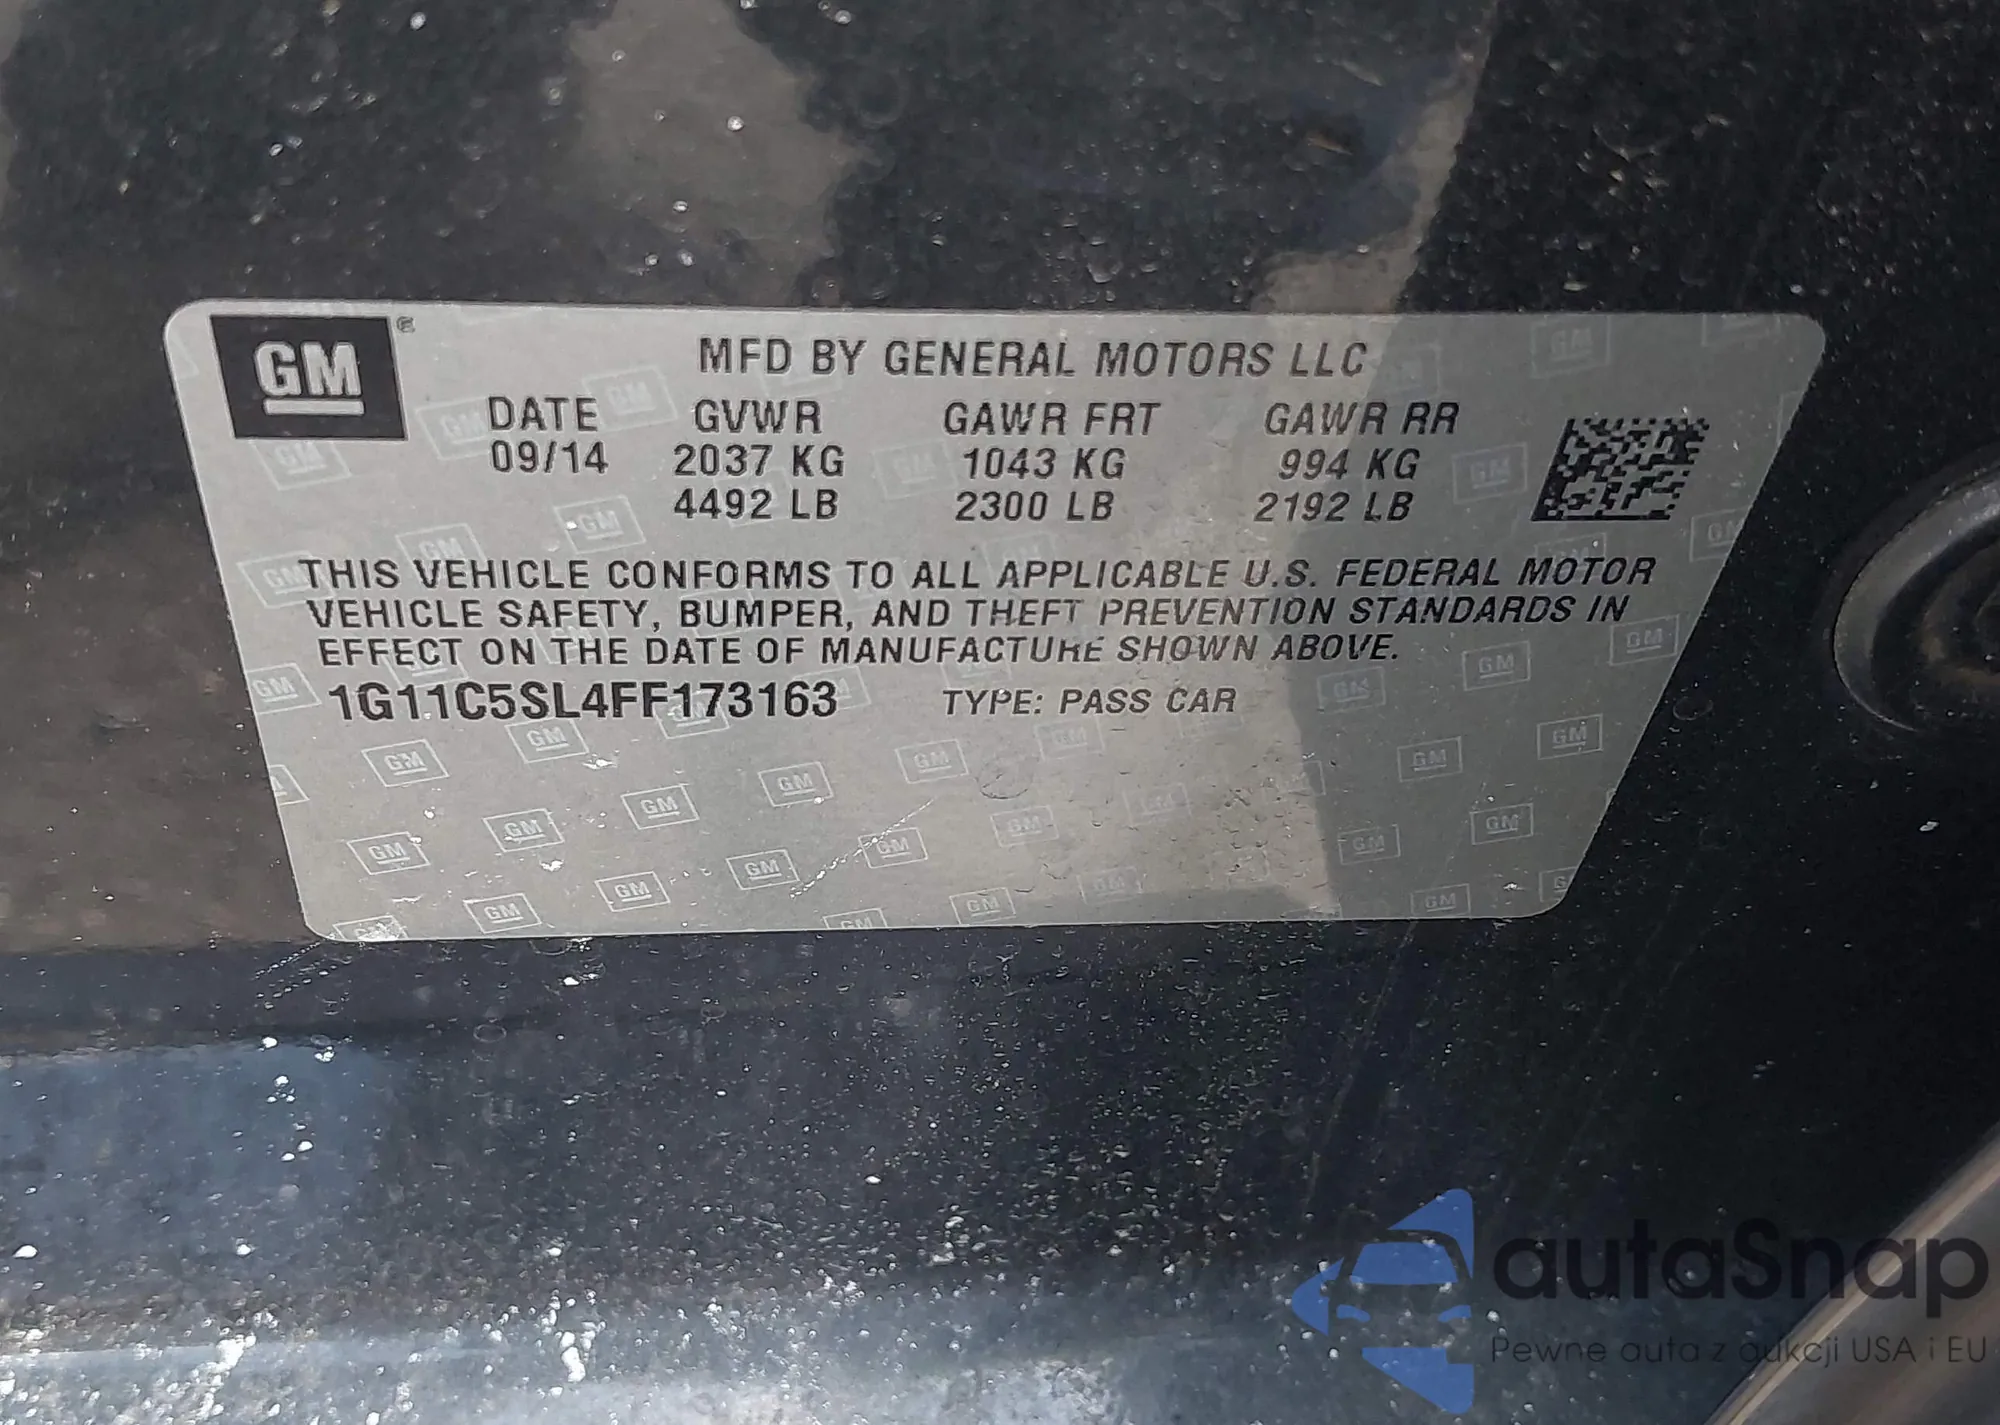 GM
MFD BY GENERAL MOTORS LLC
DATE GVWR GAWR FRT GAWR RR
09/14 2037 KG 1043 KG 994 KG
4492 LB 2300 LB 2192 LB
THIS VEHICLE CONFORMS TO ALL APPLICABLE U.S. FEDERAL MOTOR
VEHICLE SAFETY, BUMPER, AND THEFT PREVENTION STANDARDS IN
EFFECT ON THE DATE OF MANUFACTURE SHOWN ABOVE.
1G11C5SL4FF173163 TYPE: PASS CAR
autaSnap
Pewne auta z aukcji USA i EU